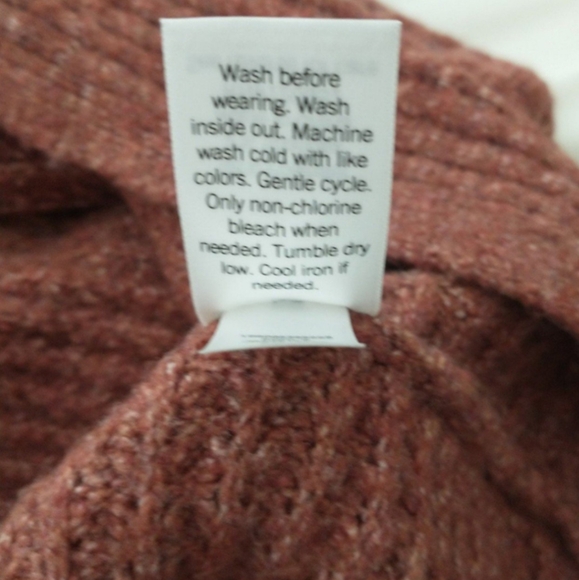 Wash before
wearing. Wash
inside out. Machine
wash cold with like
colors. Gentle cycle.
Only non-chlorine
bleach when
needed. Tumble dry
low. Cool iron if
needed.